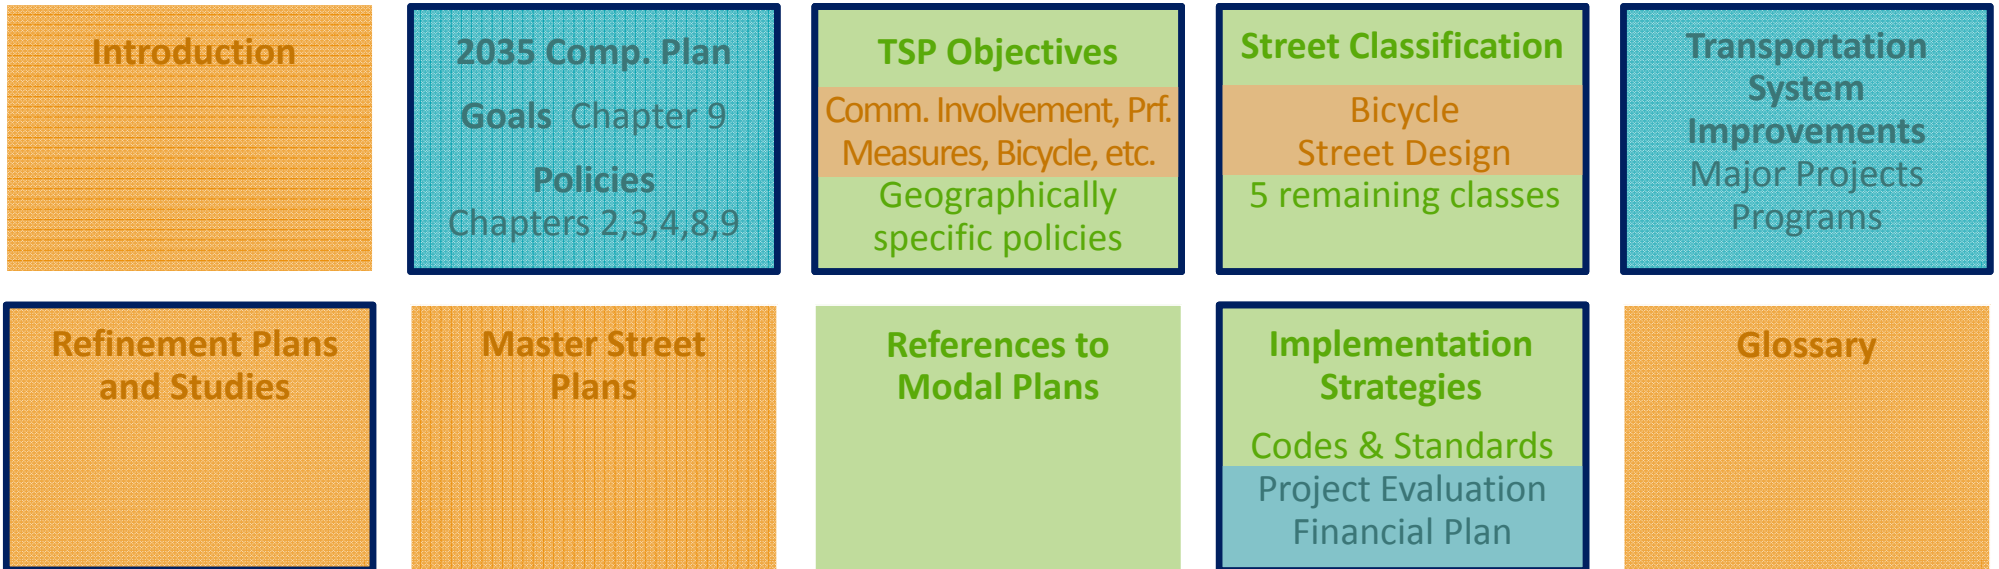 Introduction
2035 Comp. Plan
Goals Chapter 9
Policies
Chapters 2,3,4,8,9
TSP Objectives
Comm. Involvement, Prf.
Measures, Bicycle, etc.
Geographically
specific policies
Street Classification
Bicycle
Street Design
5 remaining classes
Transportation
System
Improvements
Major Projects
Programs
Refinement Plans
and Studies
Master Street
Plans
References to
Modal Plans
Implementation
Strategies
Codes & Standards
Project Evaluation
Financial Plan
Glossary